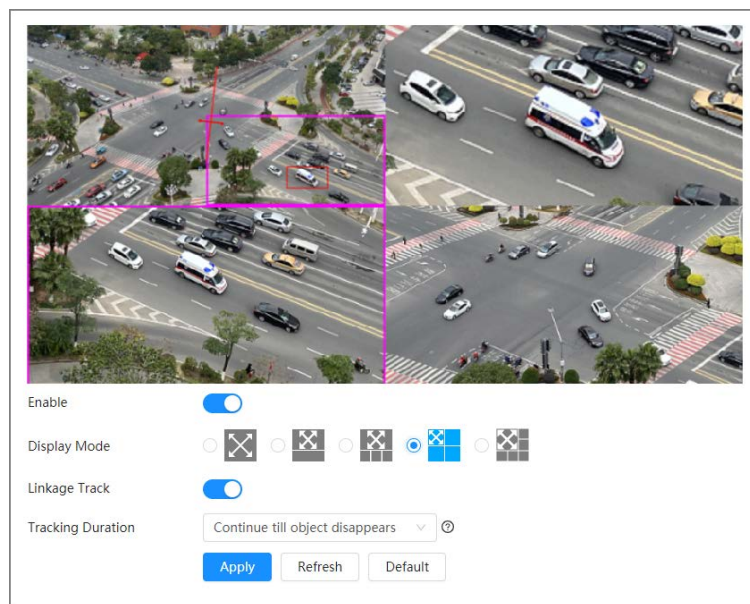 Enable
Display Mode
Linkage Track
Tracking Duration Continue till object disappears
Apply Refresh Default